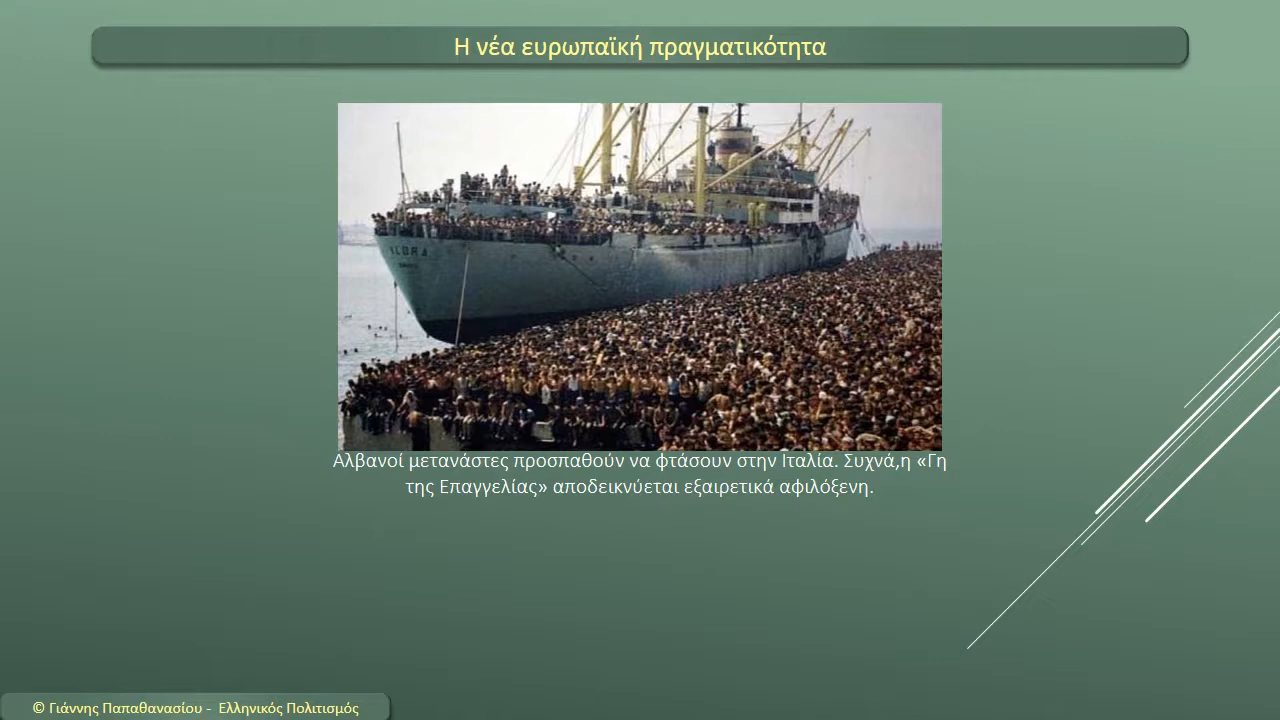 Η νέα ευρωπαϊκή πραγματικότητα
VLORA
Αλβανοί μετανάστες προσπαθούν να φτάσουν στην Ιταλία. Συχνά,η «Γη
της Επαγγελίας» αποδεικνύεται εξαιρετικά αφιλόξενη.
© Γιάννης Παπαθανασίου - Ελληνικός Πολιτισμός